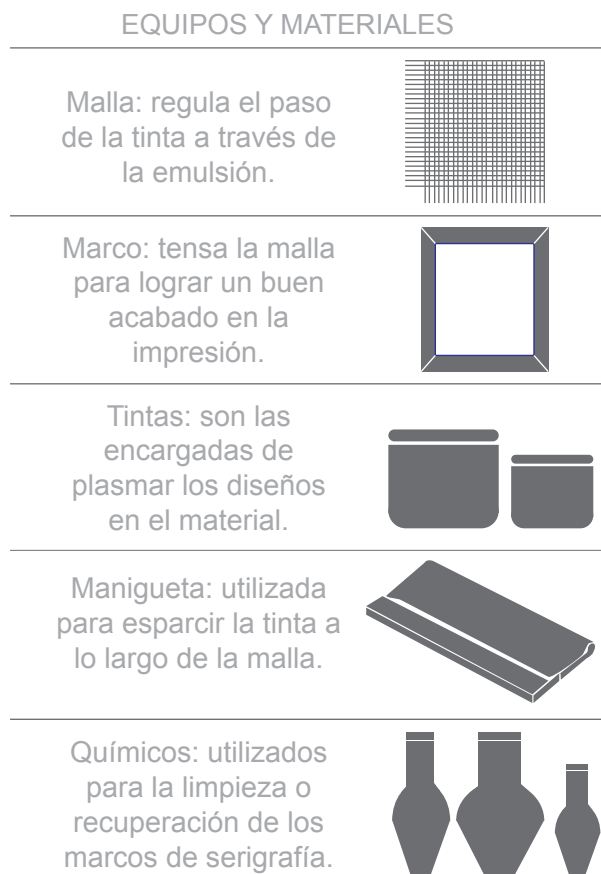 EQUIPOS Y MATERIALES
Malla: regula el paso
de la tinta a través de
la emulsión.
Marco: tensa la malla
para lograr un buen
acabado en la
impresión.
Tintas: son las
encargadas de
plasmar los diseños
en el material.
Manigueta: utilizada
para esparcir la tinta a
lo largo de la malla.
Químicos: utilizados
para la limpieza o
recuperación de los
marcos de serigrafía.